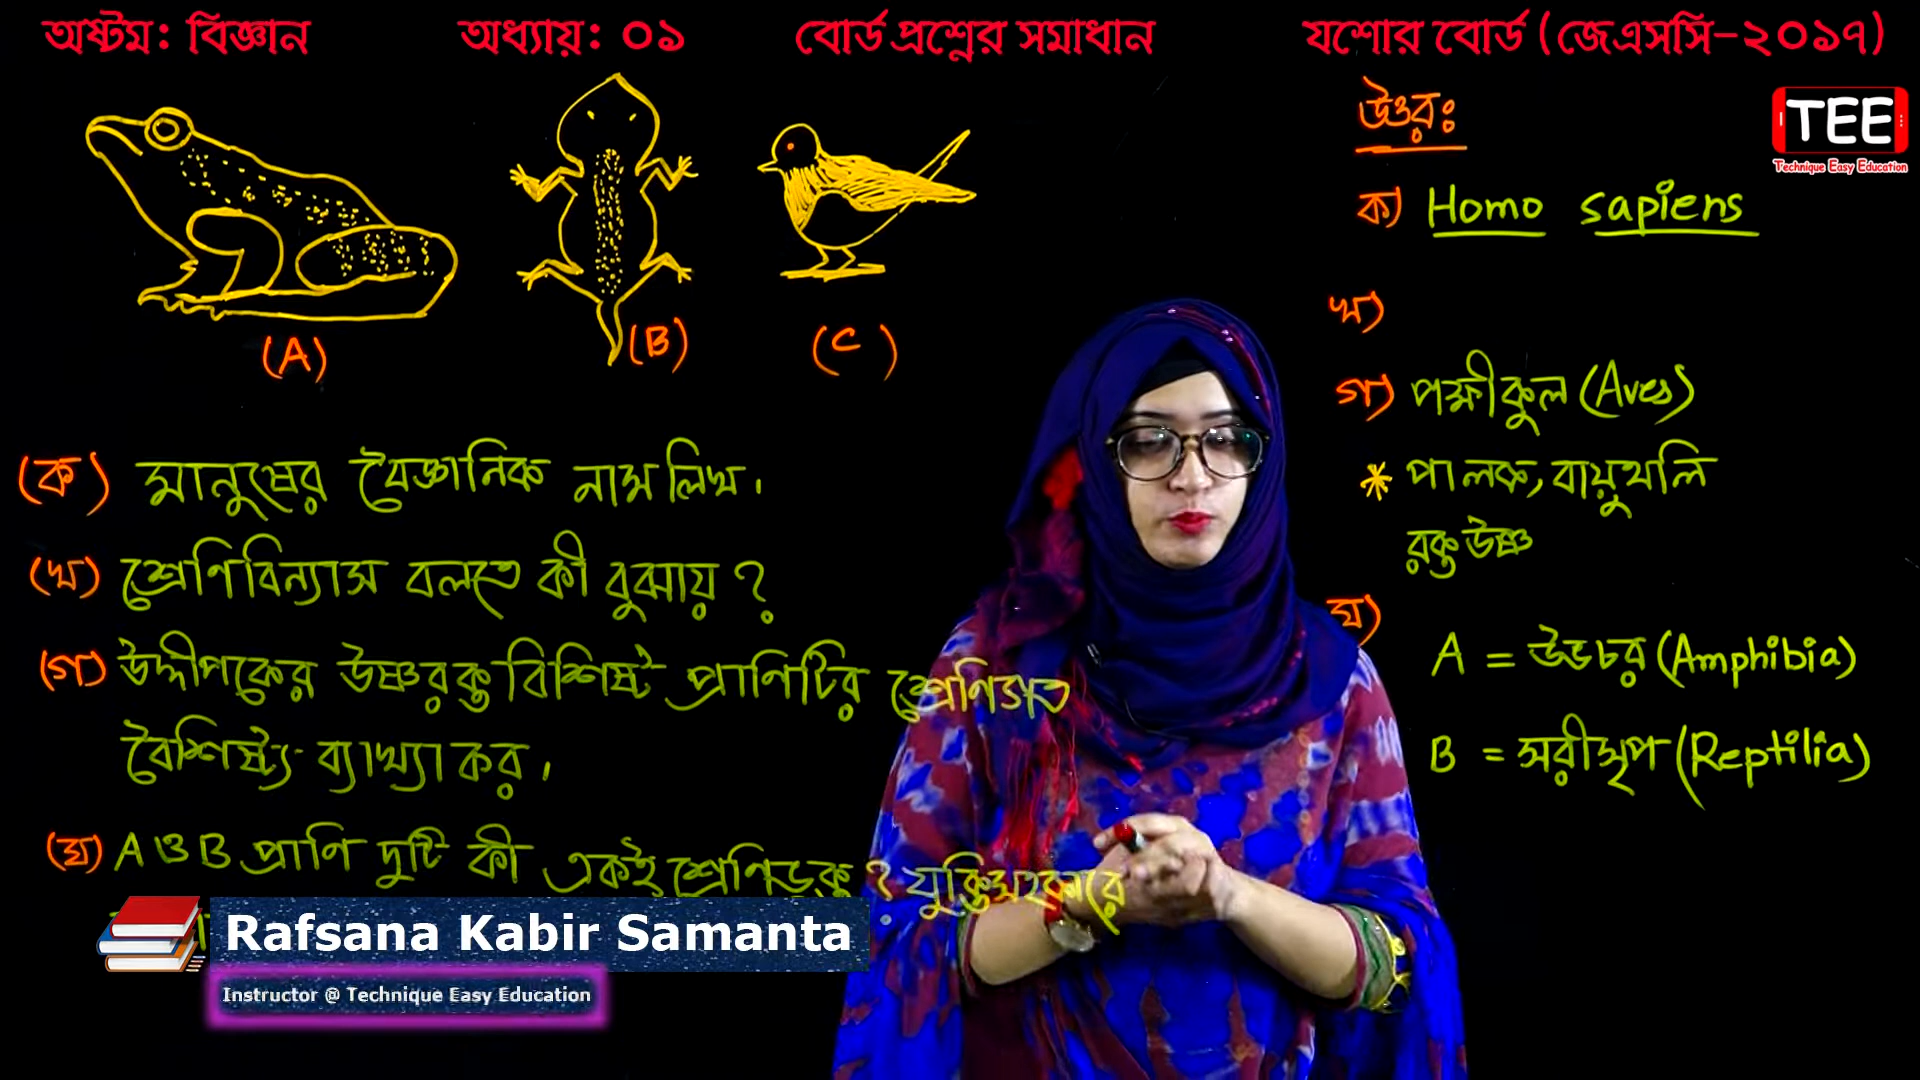 অষ্টম: বিজ্ঞান
অধ্যায়: ০১
বোর্ড প্রশ্নের সমাধান
যশোর বোর্ড (জেএসসি-২০১৭)
(A)
(B)
(C)
(ক) মানুষের বৈজ্ঞানিক নাম লিখ।
(খ) শ্রেণিবিন্যাস বলতে কী বুঝায় ?
(গ) উদ্দীপকের উষ্ণরক্ত বিশিষ্ট প্রাণিটির শ্রেণিগত
বৈশিষ্ট্য ব্যাখ্যা কর।
(ঘ) A ও B প্রাণি দুটি কী একই শ্রেণিভুক্ত ? যুক্তিসহকারে
Rafsana Kabir Samanta
Instructor @ Technique Easy Education
TEE
Technique Easy Education
উত্তরঃ
ক) Homo sapiens
খ)
গ) পক্ষীকুল (Aves)
* পালক, বায়ুথলি
রক্ত উষ্ণ
ঘ)
A = উভচর (Amphibia)
B = সরীসৃপ (Reptilia)